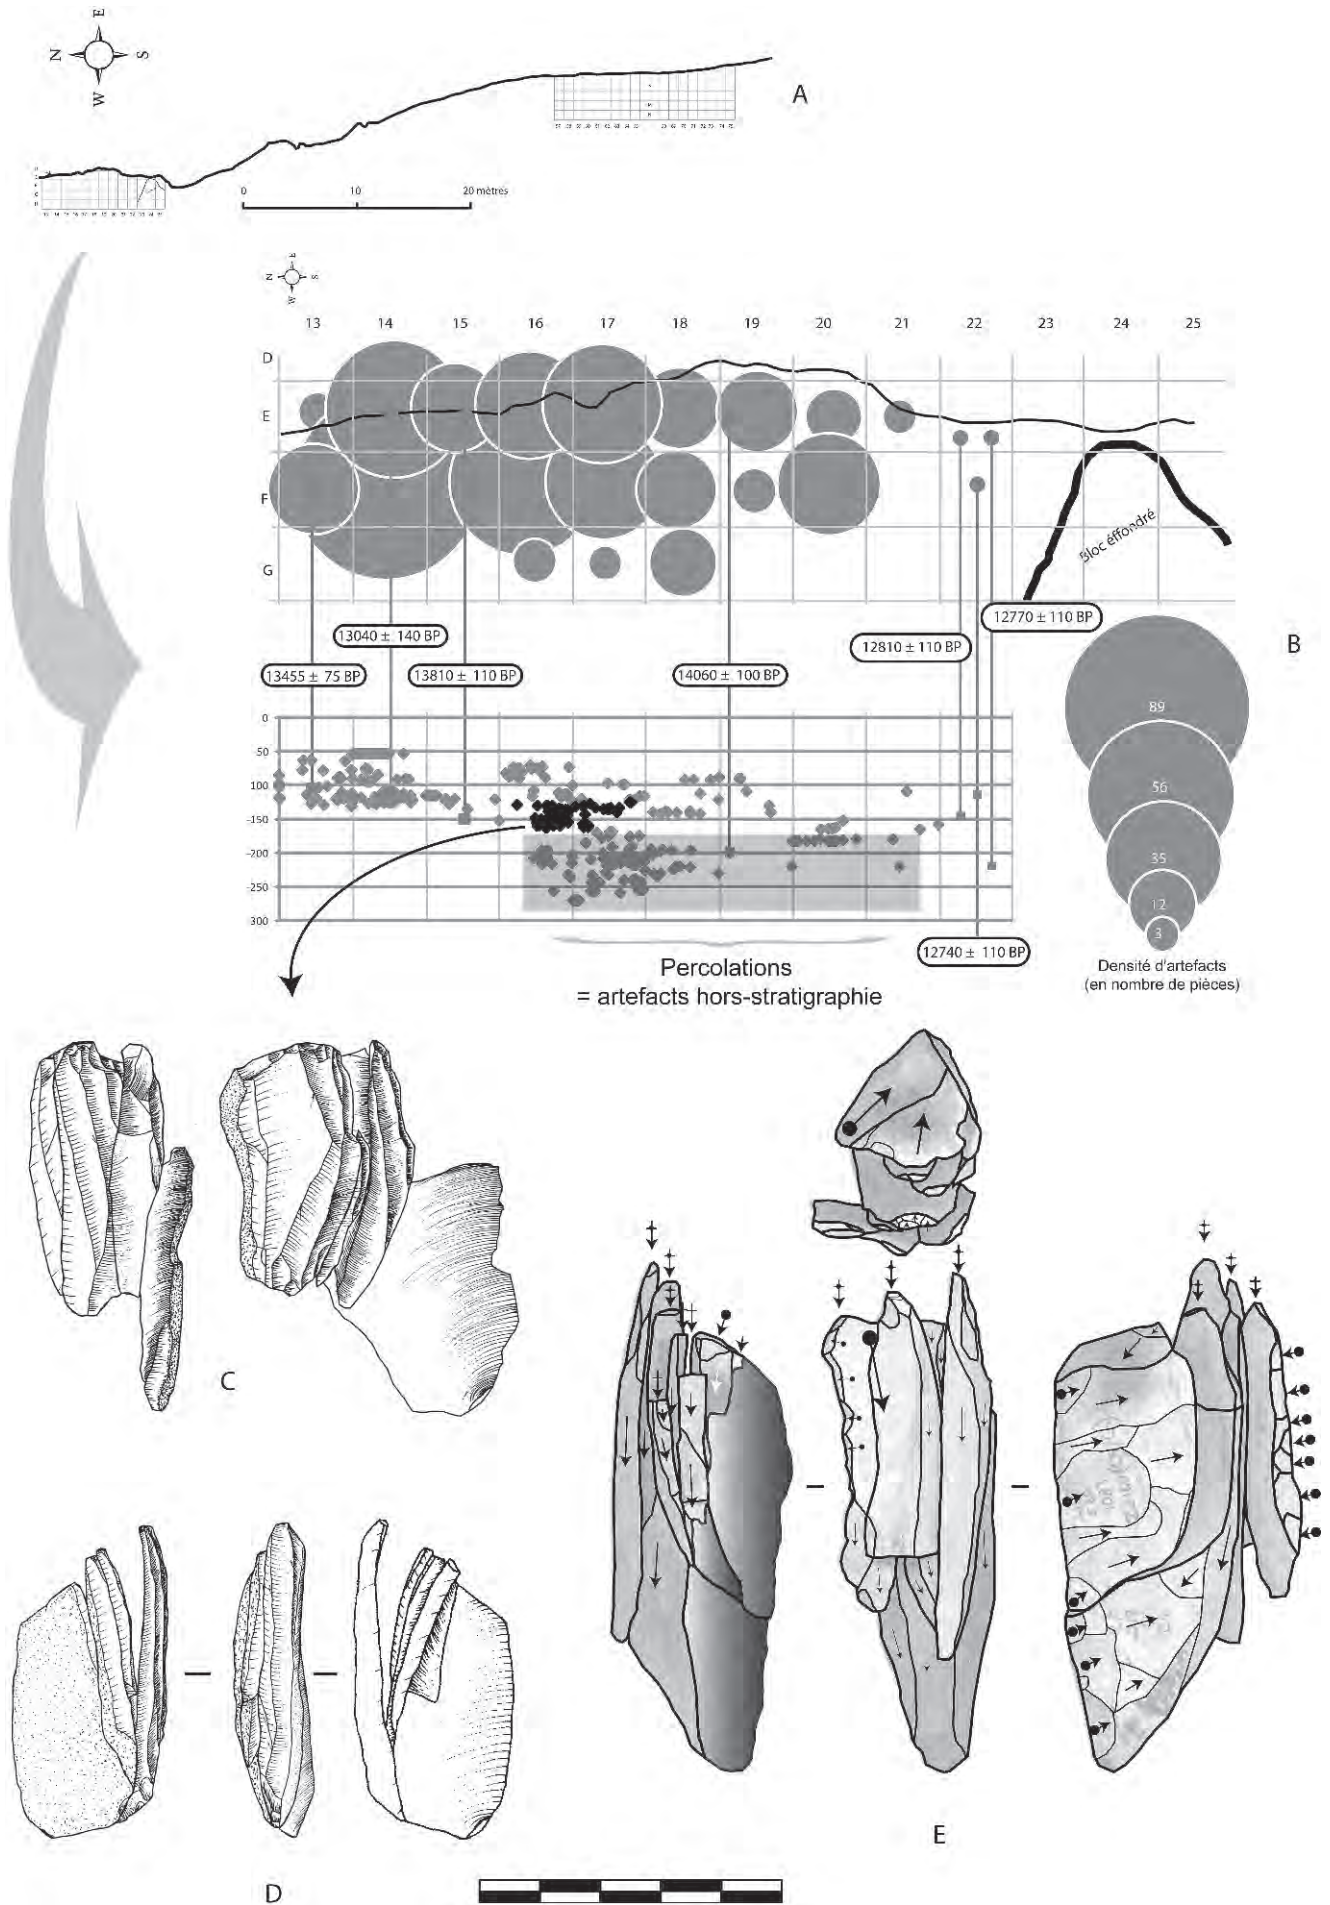 E
N S
W
A
0 10 20 mètres
E
N S
W
13 14 15 16 17 18 19 20 21 22 23 24 25
D
E
F
G
Bloc éffondré
12770 ± 110 BP
13040 ± 140 BP
12810 ± 110 BP
B
13455 ± 75 BP
13810 ± 110 BP
14060 ± 100 BP
0
50
100
150
200
250
300
89
56
35
12
3
12740 ± 110 BP
Percolations
= artefacts hors-stratigraphie
Densité d'artefacts
(en nombre de pièces)
C
E
D